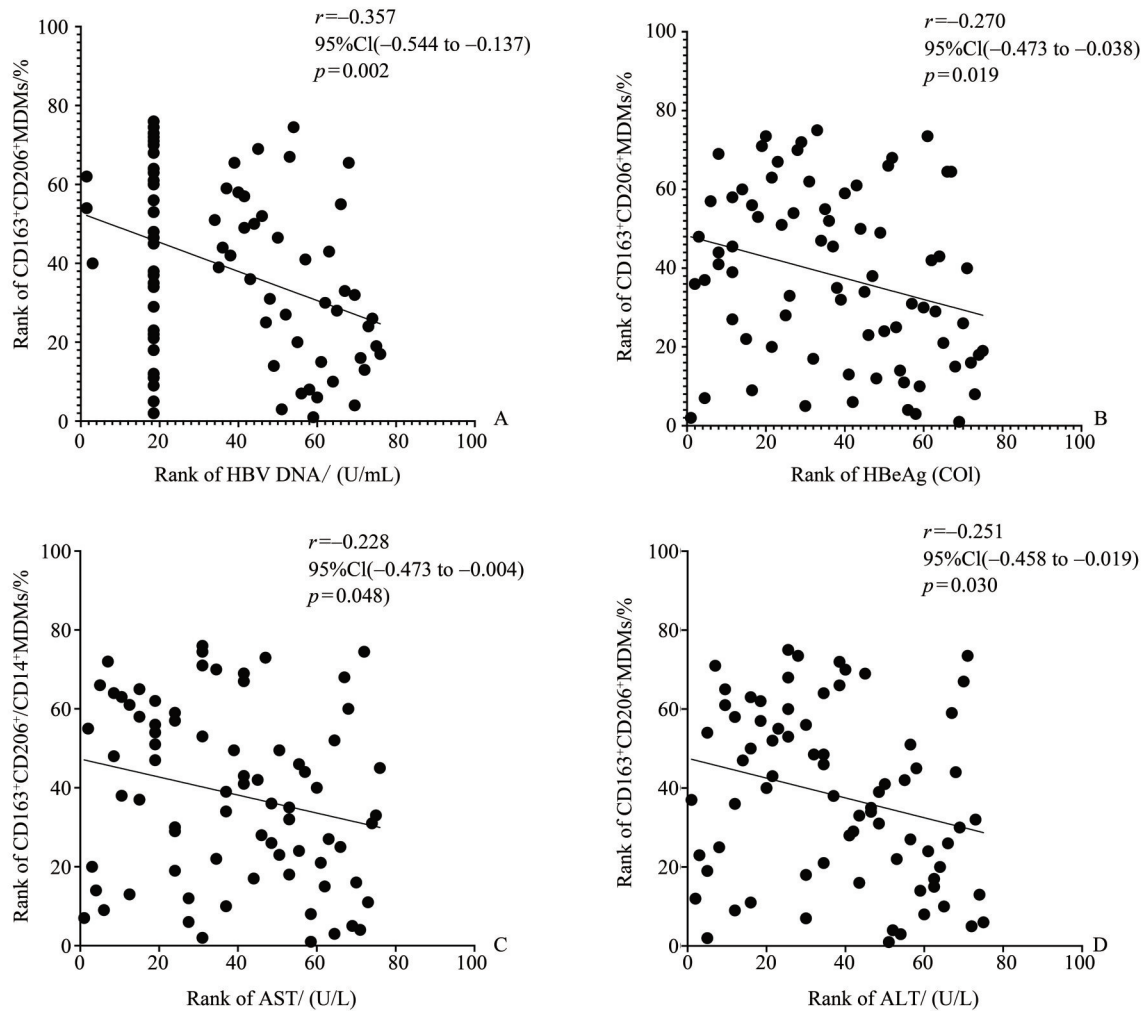 r=–0.357
95%Cl(–0.544 to –0.137)
p=0.002
100
80
60
40
20
0
Rank of CD163⁺CD206⁺MDMs/%
0 20 40 60 80 100
Rank of HBV DNA/ (U/mL)
A
r=–0.270
95%Cl(–0.473 to –0.038)
p=0.019
100
80
60
40
20
0
Rank of CD163⁺CD206⁺MDMs/%
0 20 40 60 80 100
Rank of HBeAg (COl)
B
r=–0.228
95%Cl(–0.473 to –0.004)
p=0.048)
100
80
60
40
20
0
Rank of CD163⁺CD206⁺/CD14⁺MDMs/%
0 20 40 60 80 100
Rank of AST/ (U/L)
C
r=–0.251
95%Cl(–0.458 to –0.019)
p=0.030
100
80
60
40
20
0
Rank of CD163⁺CD206⁺MDMs/%
0 20 40 60 80 100
Rank of ALT/ (U/L)
D